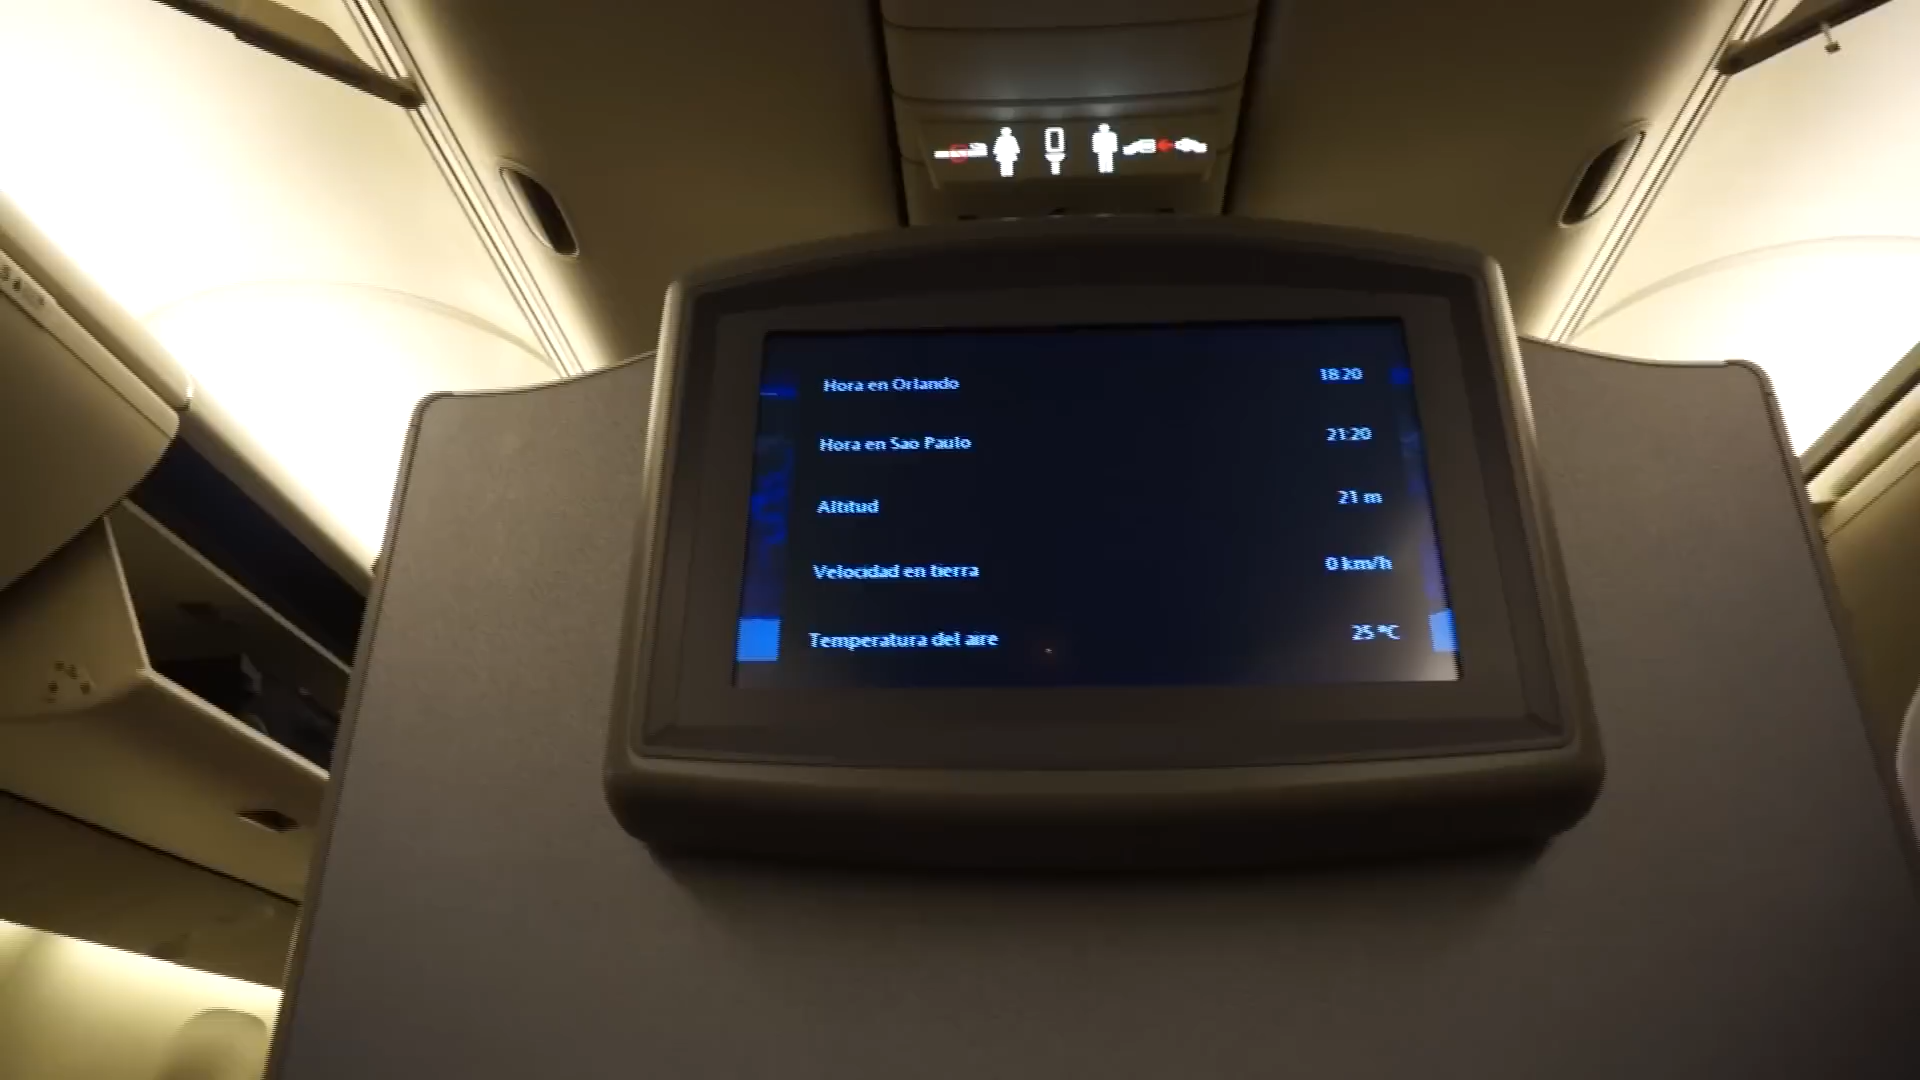 Hora en Orlando 18:20
Hora en Sao Paulo 21:20
Altitud 21 m
Velocidad en tierra 0 km/h
Temperatura del aire 25 °C